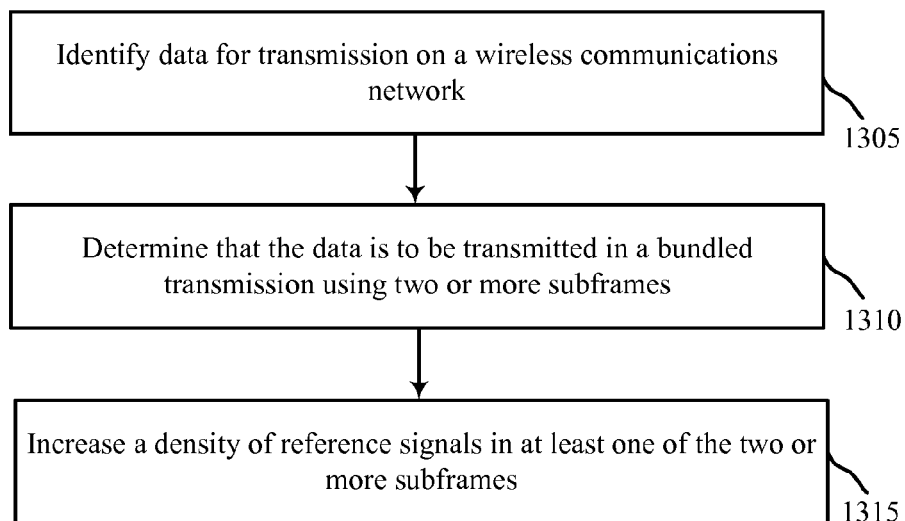 Identify data for transmission on a wireless communications
network
1305
Determine that the data is to be transmitted in a bundled
transmission using two or more subframes
1310
Increase a density of reference signals in at least one of the two or
more subframes
1315